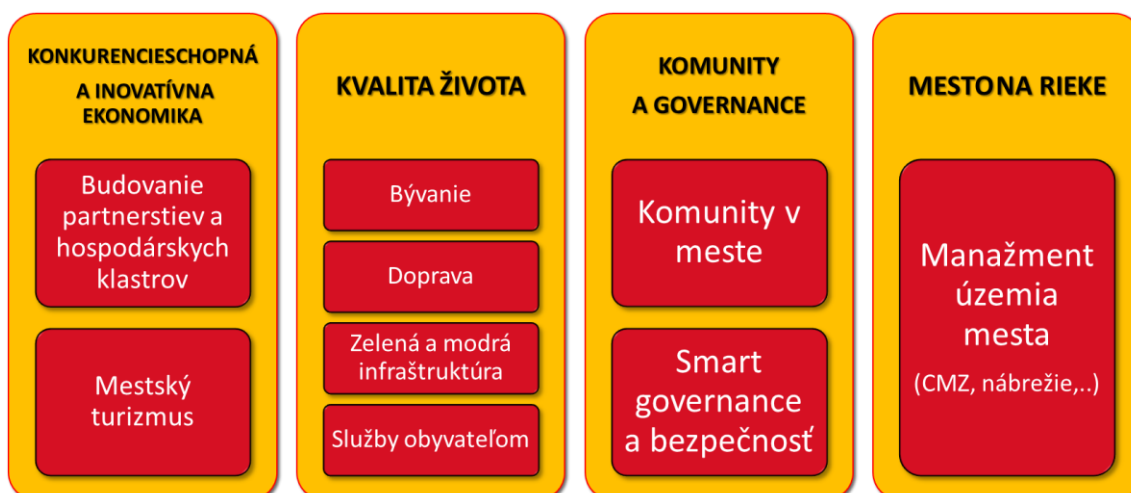 KONKURENCIESCHOPNÁ
A INOVATÍVNA
EKONOMIKA
Budovanie
partnerstiev a
hospodárskych
klastrov
Mestský
turizmus
KVALITA ŽIVOTA
Bývanie
Doprava
Zelená a modrá
infraštruktúra
Služby obyvateľom
KOMUNITY
A GOVERNANCE
Komunity v
meste
Smart
governance
a bezpečnosť
MESTONA RIEKE
Manažment
územia
mesta
(CMZ, nábrežie,..)